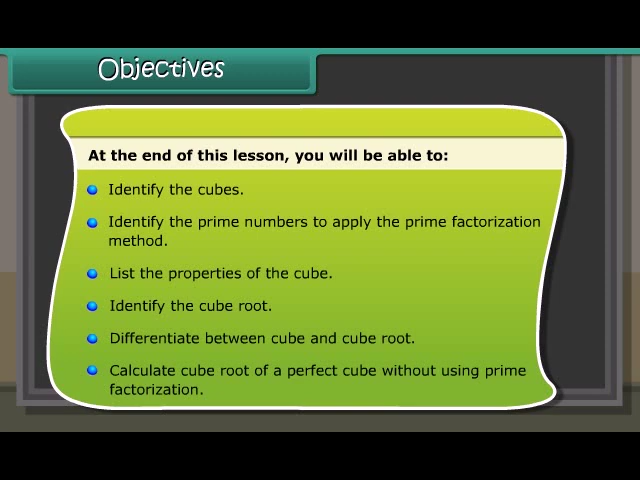 Objectives
At the end of this lesson, you will be able to:
Identify the cubes.
Identify the prime numbers to apply the prime factorization
method.
List the properties of the cube.
Identify the cube root.
Differentiate between cube and cube root.
Calculate cube root of a perfect cube without using prime
factorization.